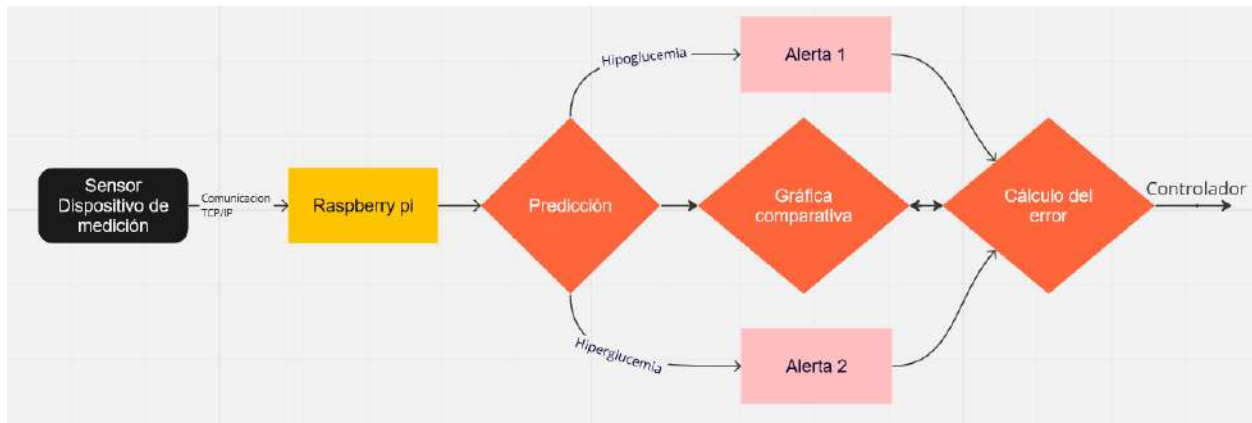 Hipoglucemia
Alerta 1
Sensor
Dispositivo de
medición
Comunicacion
TCP/IP
Raspberry pi
Predicción
Gráfica
comparativa
Cálculo del
error
Controlador
Hiperglucemia
Alerta 2